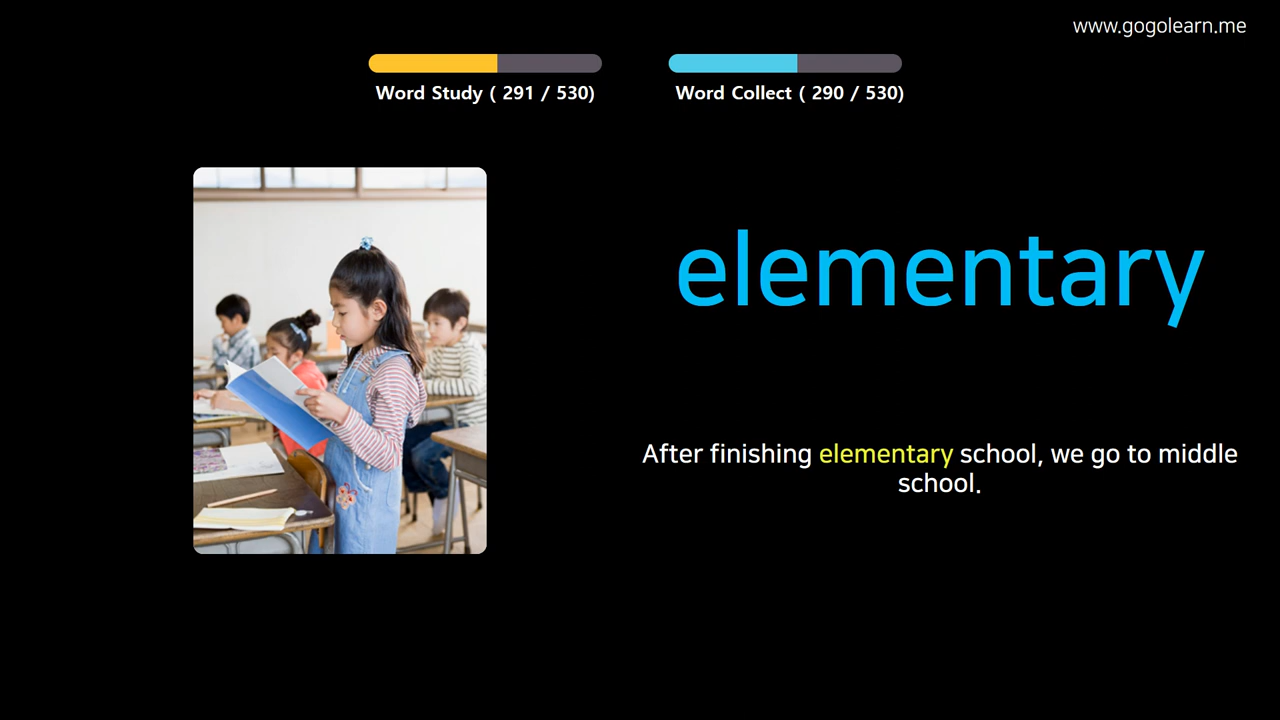 www.gogolearn.me
Word Study ( 291 / 530)
Word Collect ( 290 / 530)
elementary
After finishing elementary school, we go to middle
school.